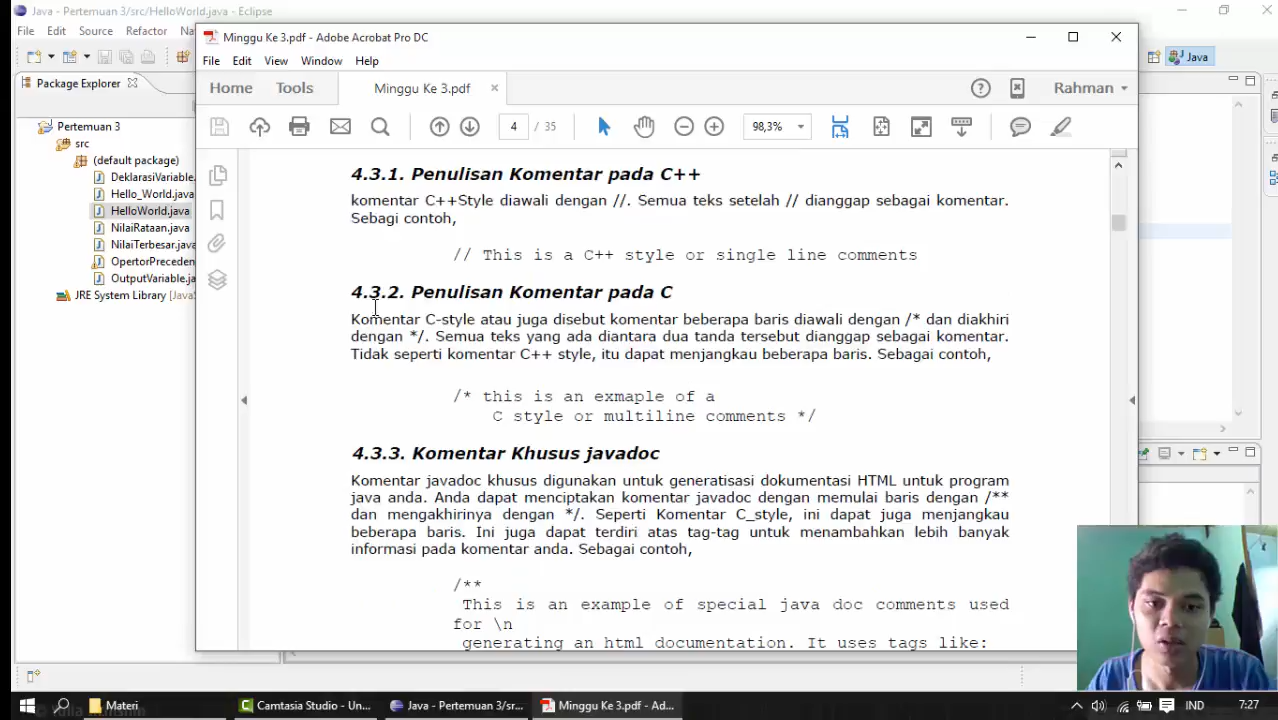 Java - Pertemuan 3/src/HelloWorld.java - Eclipse
File Edit Source Refactor Na
Minggu Ke 3.pdf - Adobe Acrobat Pro DC
File Edit View Window Help
Home Tools Minggu Ke 3.pdf × Rahman
4 / 35 98,3%
Java
Package Explorer
Pertemuan 3
src
(default package)
DeklarasiVariable.
Hello_World.java
HelloWorld.java
NilaiRataan.java
NilaiTerbesar.java
OpertorPreceden
OutputVariable.ja
JRE System Library [JavaS
4.3.1. Penulisan Komentar pada C++
komentar C++Style diawali dengan //. Semua teks setelah // dianggap sebagai komentar.
Sebagi contoh,
// This is a C++ style or single line comments
4.3.2. Penulisan Komentar pada C
Komentar C-style atau juga disebut komentar beberapa baris diawali dengan /* dan diakhiri
dengan */. Semua teks yang ada diantara dua tanda tersebut dianggap sebagai komentar.
Tidak seperti komentar C++ style, itu dapat menjangkau beberapa baris. Sebagai contoh,
/* this is an exmaple of a
C style or multiline comments */
4.3.3. Komentar Khusus javadoc
Komentar javadoc khusus digunakan untuk generatisasi dokumentasi HTML untuk program
java anda. Anda dapat menciptakan komentar javadoc dengan memulai baris dengan /**
dan mengakhirinya dengan */. Seperti Komentar C_style, ini dapat juga menjangkau
beberapa baris. Ini juga dapat terdiri atas tag-tag untuk menambahkan lebih banyak
informasi pada komentar anda. Sebagai contoh,
/**
This is an example of special java doc comments used
for \n
generating an html documentation. It uses tags like:
Materi Camtasia Studio - Un... Java - Pertemuan 3/sr... Minggu Ke 3.pdf - Ad... IND 7:27